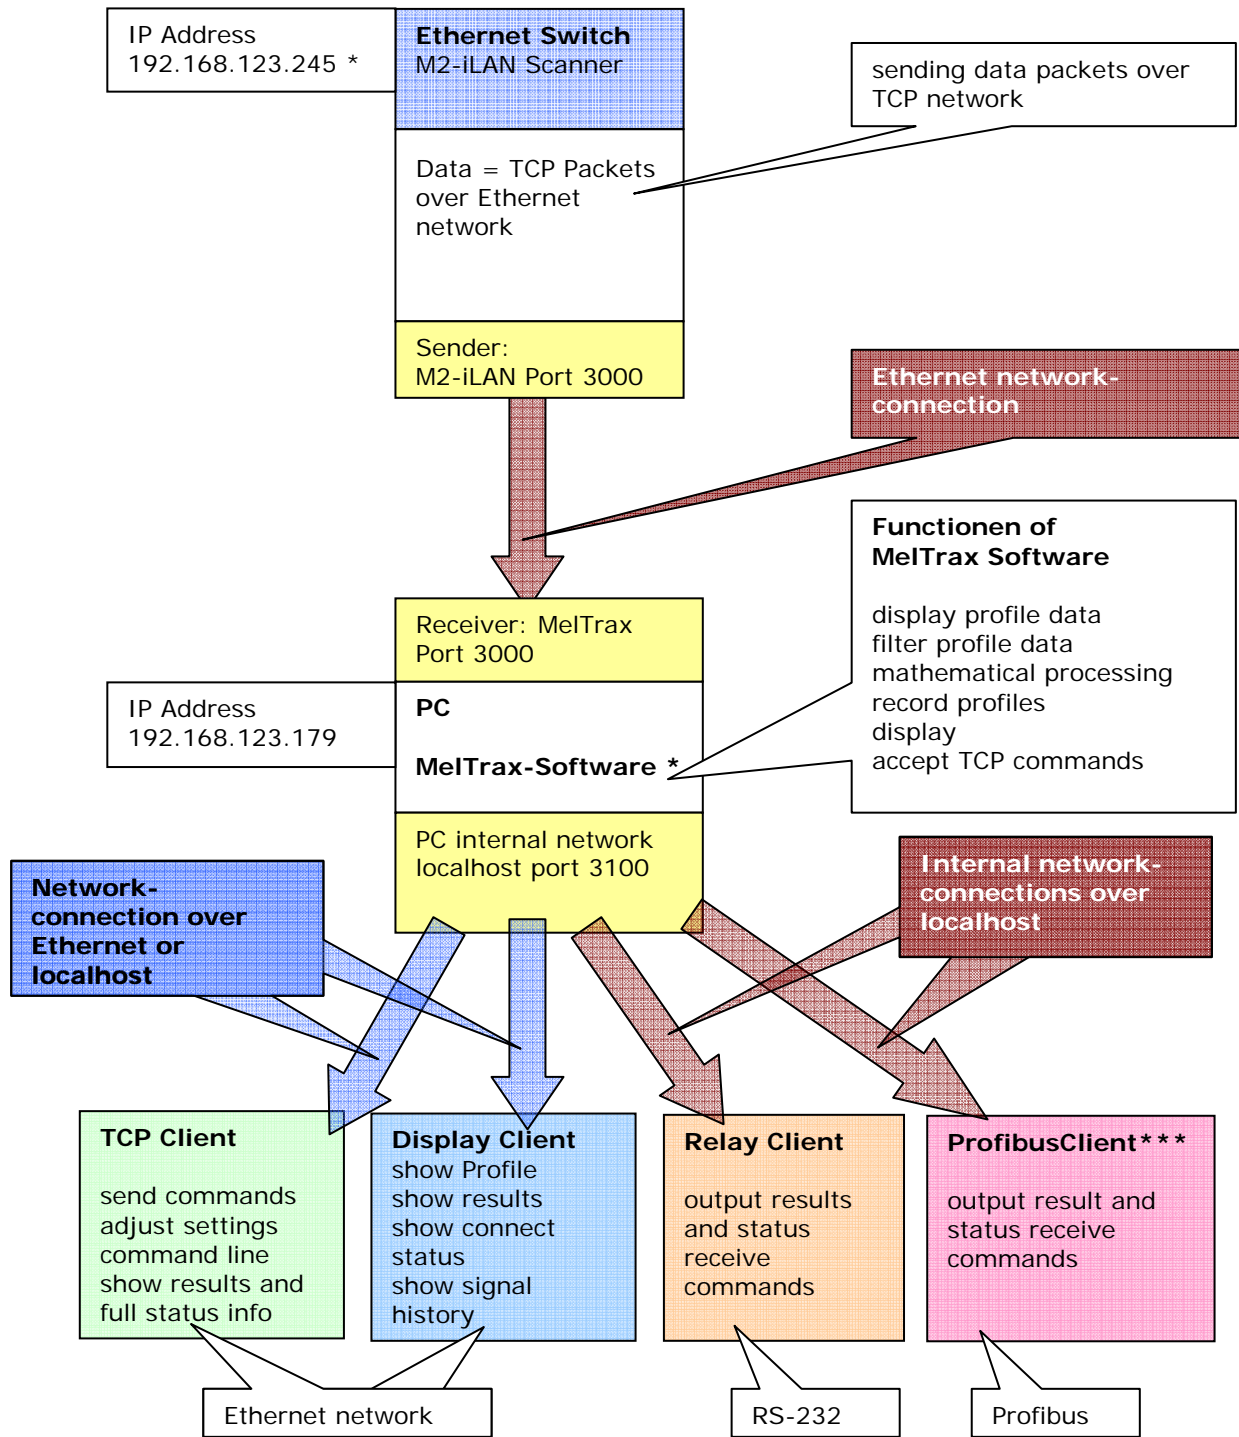 IP Address
192.168.123.245 *
Ethernet Switch
M2-iLAN Scanner
sending data packets over
TCP network
Data = TCP Packets
over Ethernet
network
Sender:
M2-iLAN Port 3000
Ethernet network-
connection
Functionen of
MelTrax Software
display profile data
filter profile data
mathematical processing
record profiles
display
accept TCP commands
Receiver: MelTrax
Port 3000
IP Address
192.168.123.179
PC
MelTrax-Software *
PC internal network
localhost port 3100
Network-
connection over
Ethernet or
localhost
Internal network-
connections over
localhost
TCP Client
send commands
adjust settings
command line
show results and
full status info
Display Client
show Profile
show results
show connect
status
show signal
history
Relay Client
output results
and status
receive
commands
ProfibusClient***
output result and
status receive
commands
Ethernet network
RS-232
Profibus